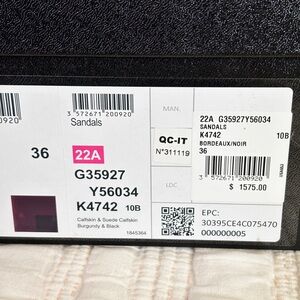 3 572671 200920
Sandals
36
22A
G35927
Y56034
K4742 10B
Calfskin & Suede Calfskin
Burgundy & Black
1845364
MAN.
QC-IT
N°311119
LDC
22A G35927Y56034
SANDALS
K4742
BORDEAUX/NOIR
36
10B
3 572671 200920
$ 1575.00
EPC:
30395CE4C075470
000000005